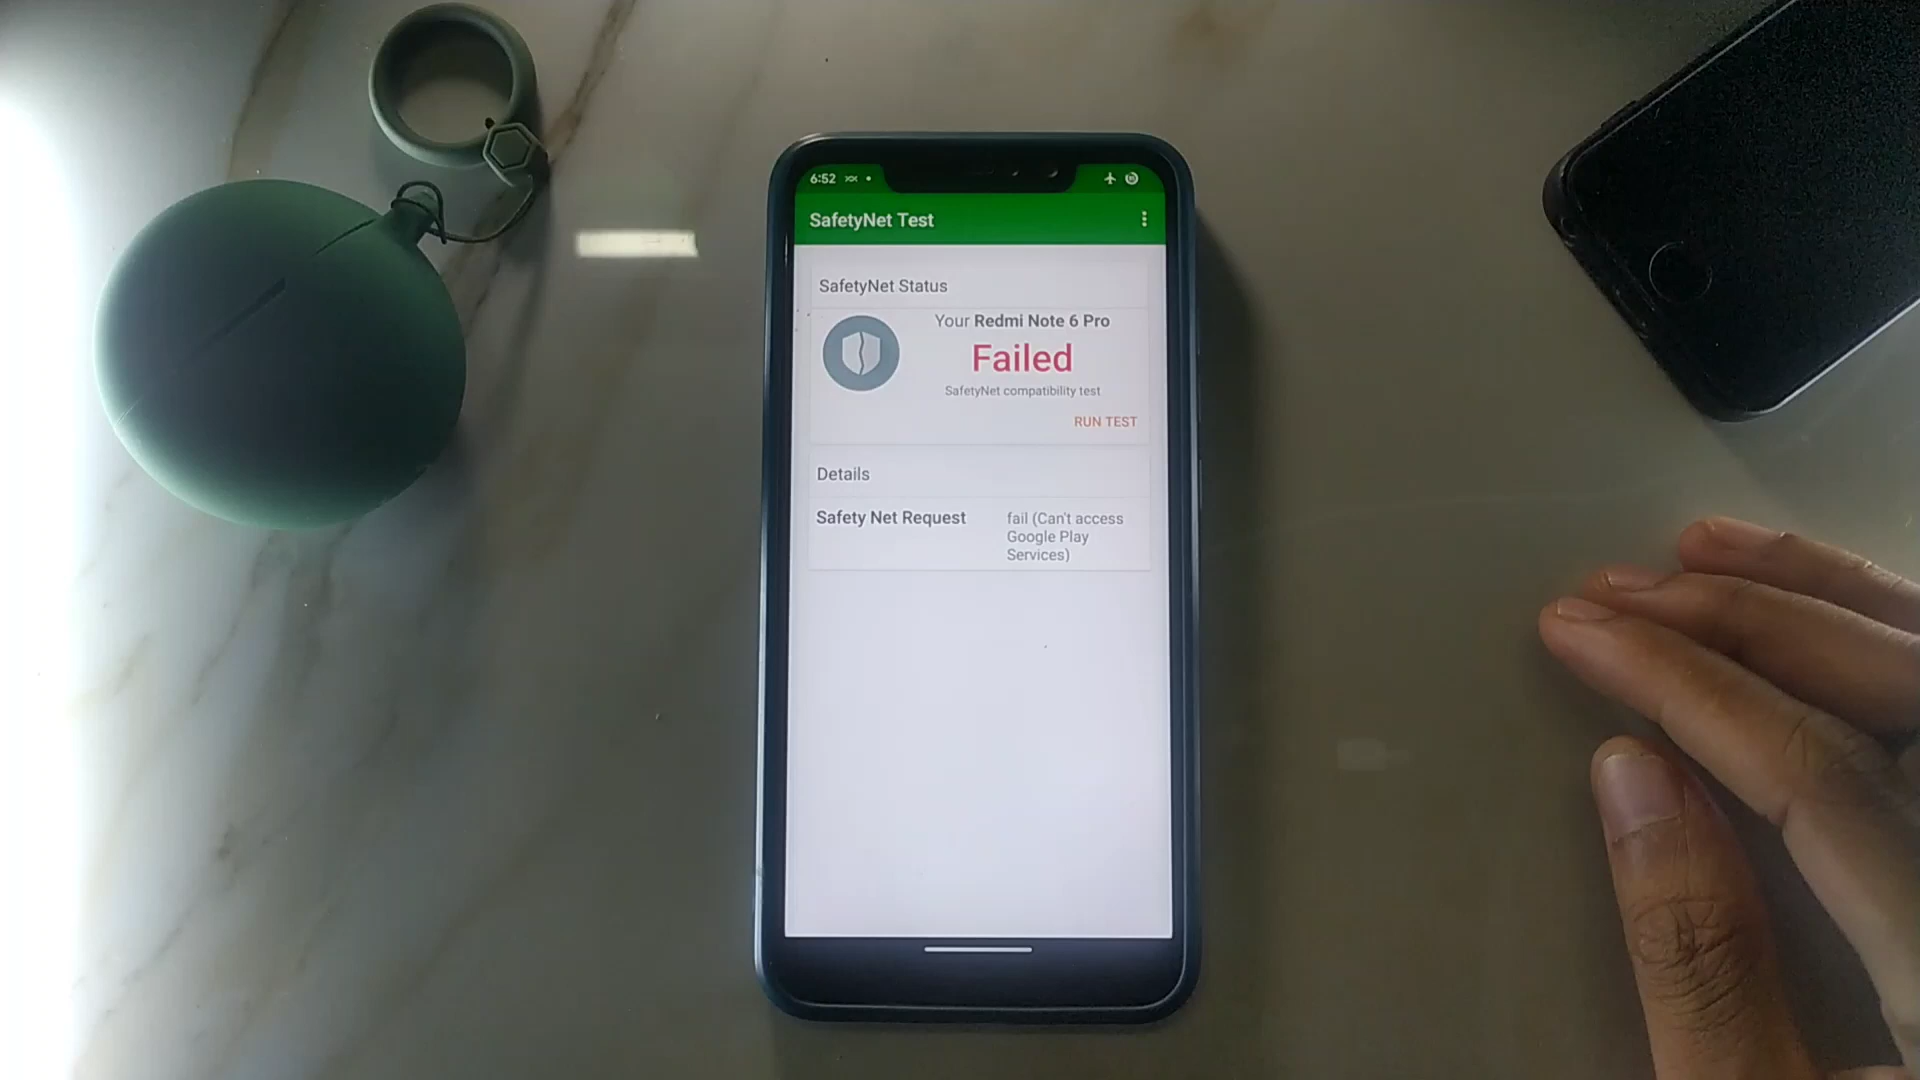 6:52
SafetyNet Test
SafetyNet Status
Your Redmi Note 6 Pro
Failed
SafetyNet compatibility test
RUN TEST
Details
Safety Net Request
fail (Can't access
Google Play
Services)